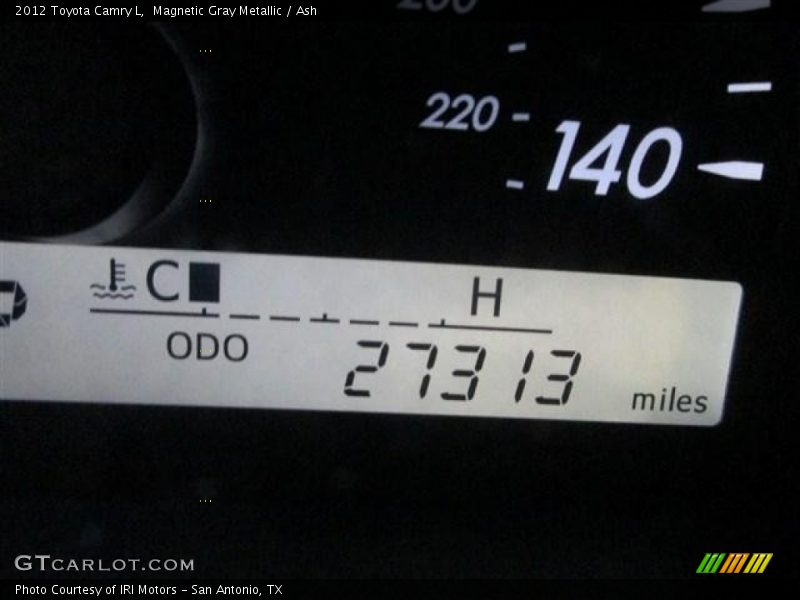 2012 Toyota Camry L,  Magnetic Gray Metallic / Ash
220
140
C
H
ODO
27313
miles
GTCARLOT.COM
Photo Courtesy of IRI Motors – San Antonio, TX